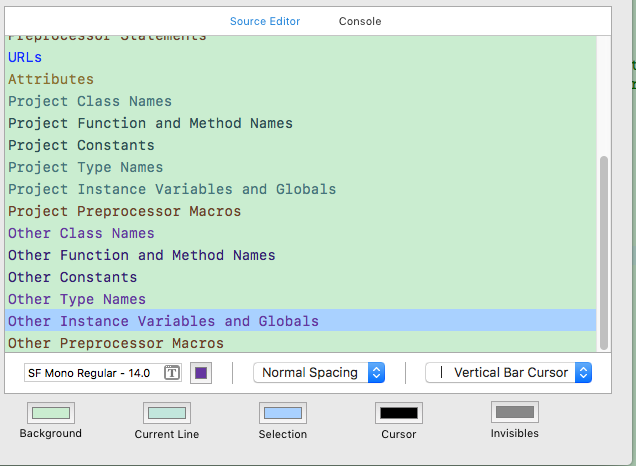 Source Editor
Console
Preprocessor Statements
URLs
Attributes
Project Class Names
Project Function and Method Names
Project Constants
Project Type Names
Project Instance Variables and Globals
Project Preprocessor Macros
Other Class Names
Other Function and Method Names
Other Constants
Other Type Names
Other Instance Variables and Globals
Other Preprocessor Macros
SF Mono Regular - 14.0
T
Normal Spacing
Vertical Bar Cursor
Background
Current Line
Selection
Cursor
Invisibles